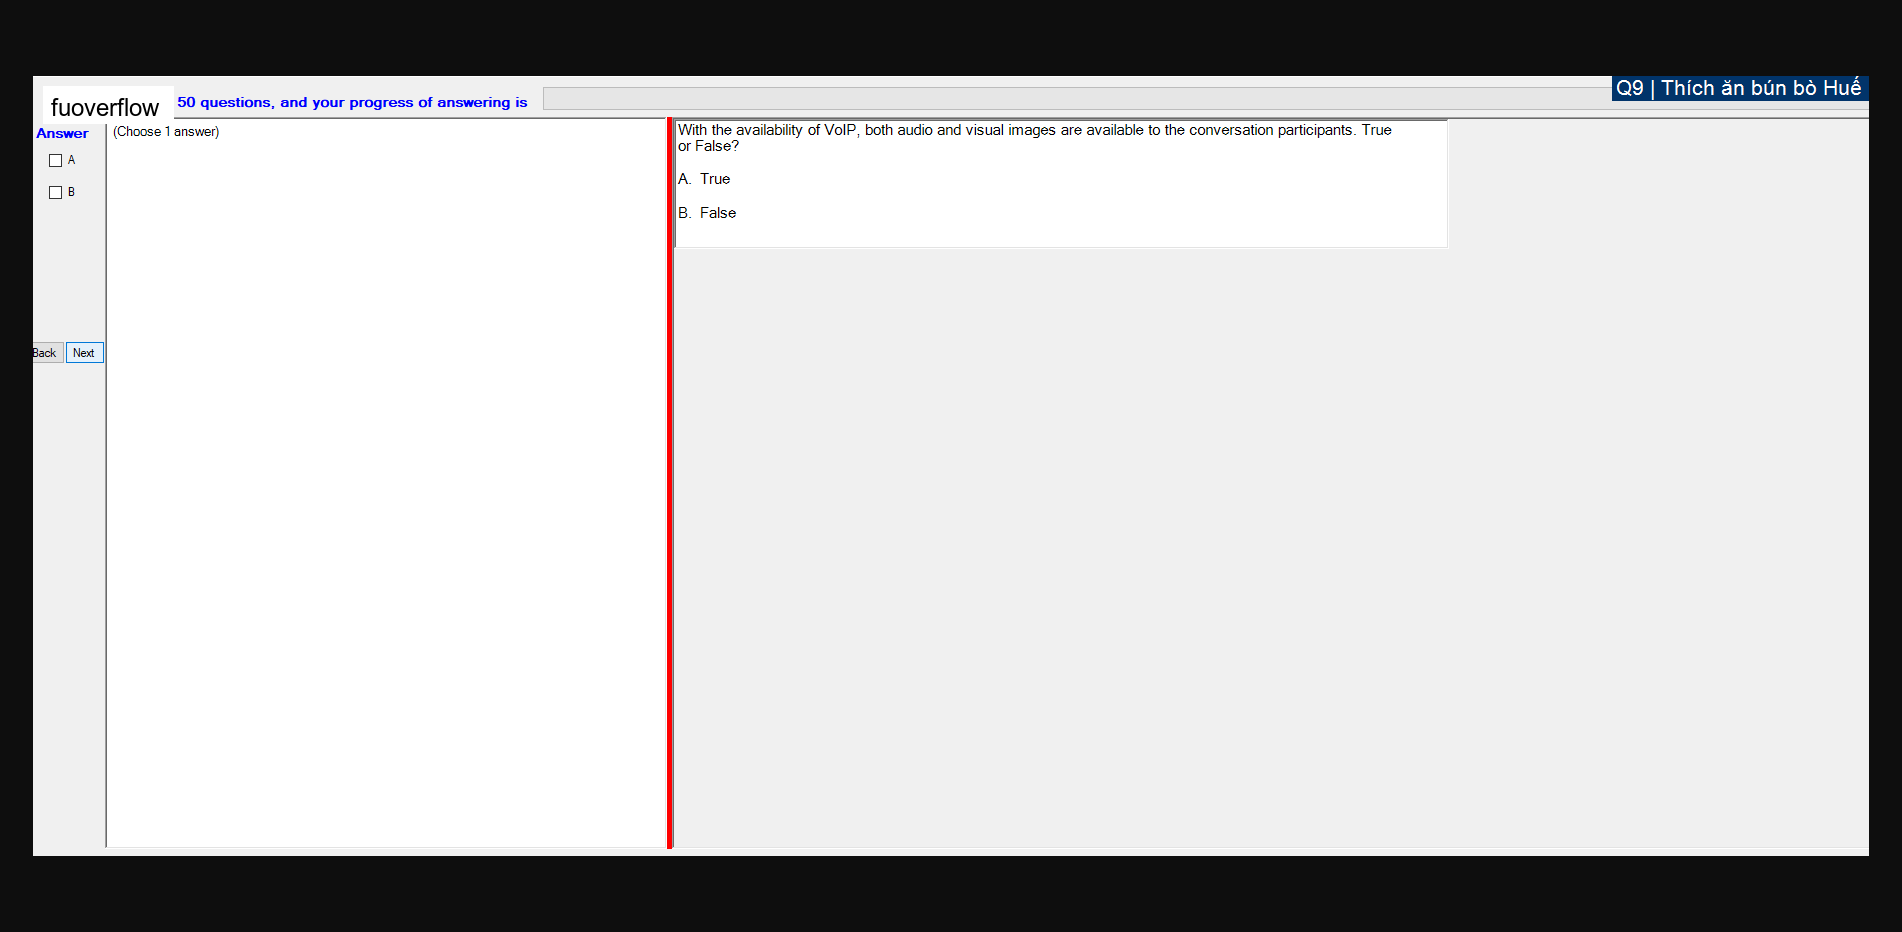 Q9 | Thích ăn bún bò Huế
fuoverflow 50 questions, and your progress of answering is
Answer
(Choose 1 answer)
A
B
Back Next
With the availability of VoIP, both audio and visual images are available to the conversation participants. True
or False?
A. True
B. False